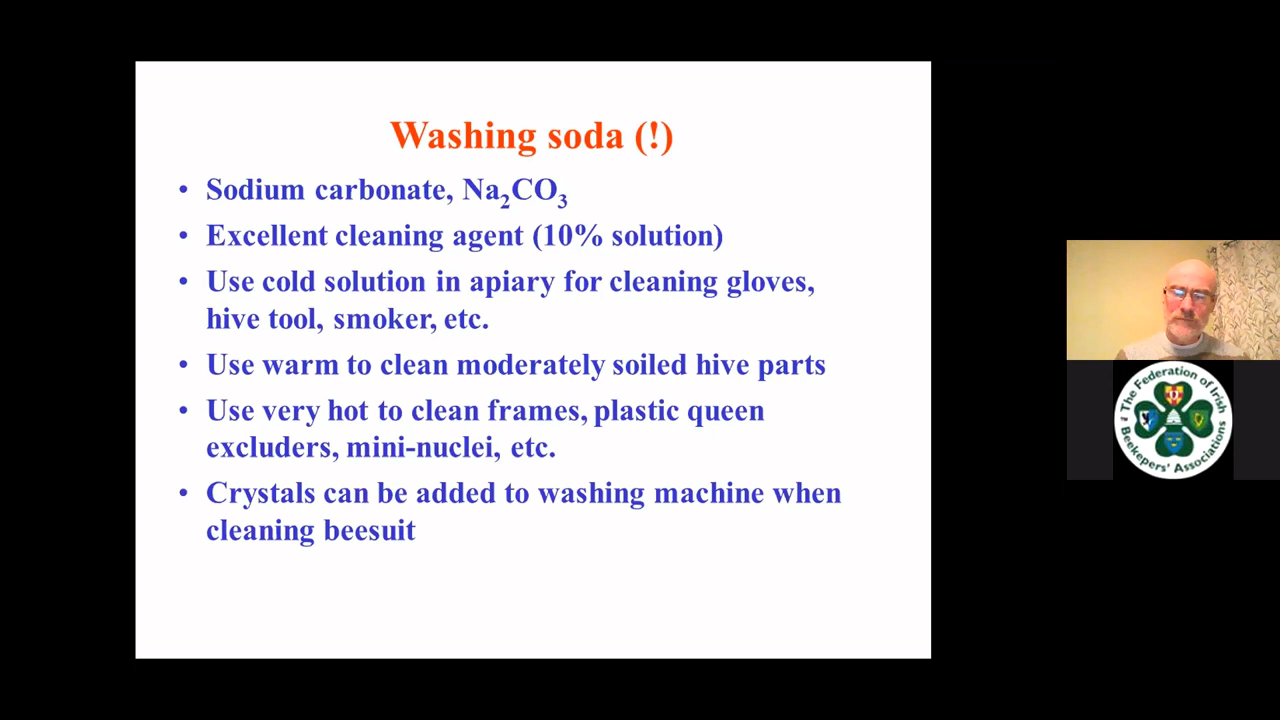 Washing soda (!)
• Sodium carbonate, Na₂CO₃
• Excellent cleaning agent (10% solution)
• Use cold solution in apiary for cleaning gloves,
hive tool, smoker, etc.
• Use warm to clean moderately soiled hive parts
• Use very hot to clean frames, plastic queen
excluders, mini-nuclei, etc.
• Crystals can be added to washing machine when
cleaning beesuit
The Federation of Irish
Beekepers' Associations